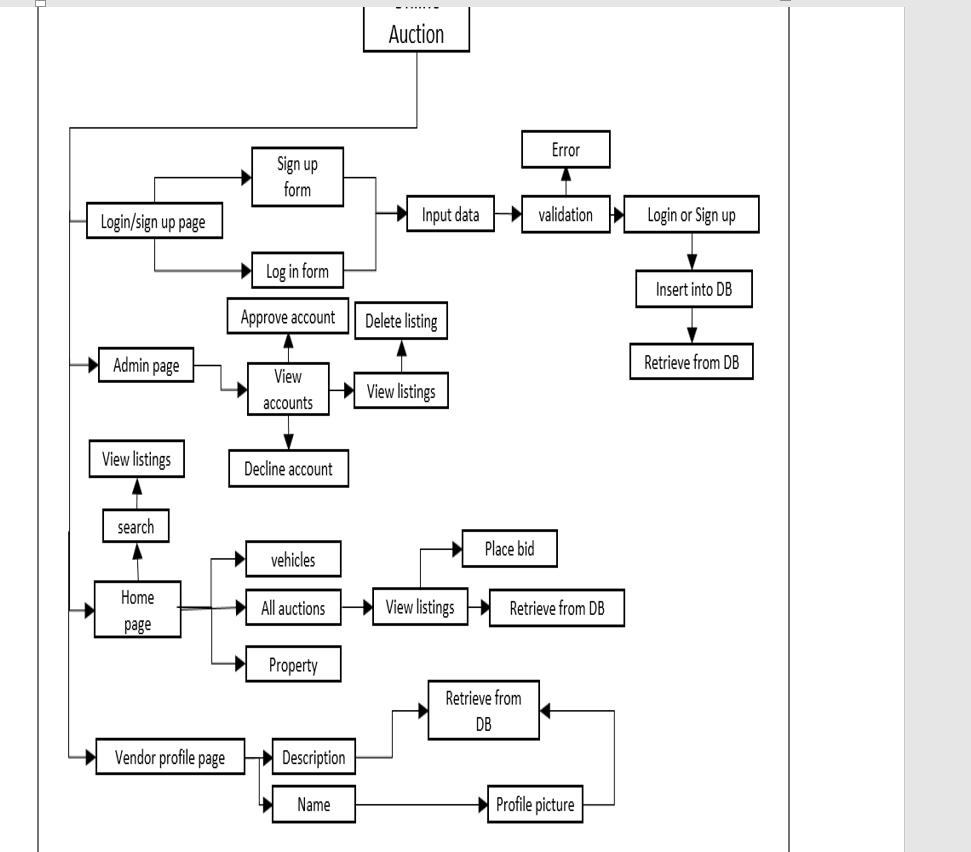 Auction
Error
Sign up
form
Input data
validation
Login or Sign up
Login/sign up page
Log in form
Insert into DB
Approve account
Delete listing
Retrieve from DB
Admin page
View
accounts
View listings
Decline account
View listings
search
Place bid
vehicles
Home
page
All auctions
View listings
Retrieve from DB
Property
Retrieve from
DB
Vendor profile page
Description
Name
Profile picture